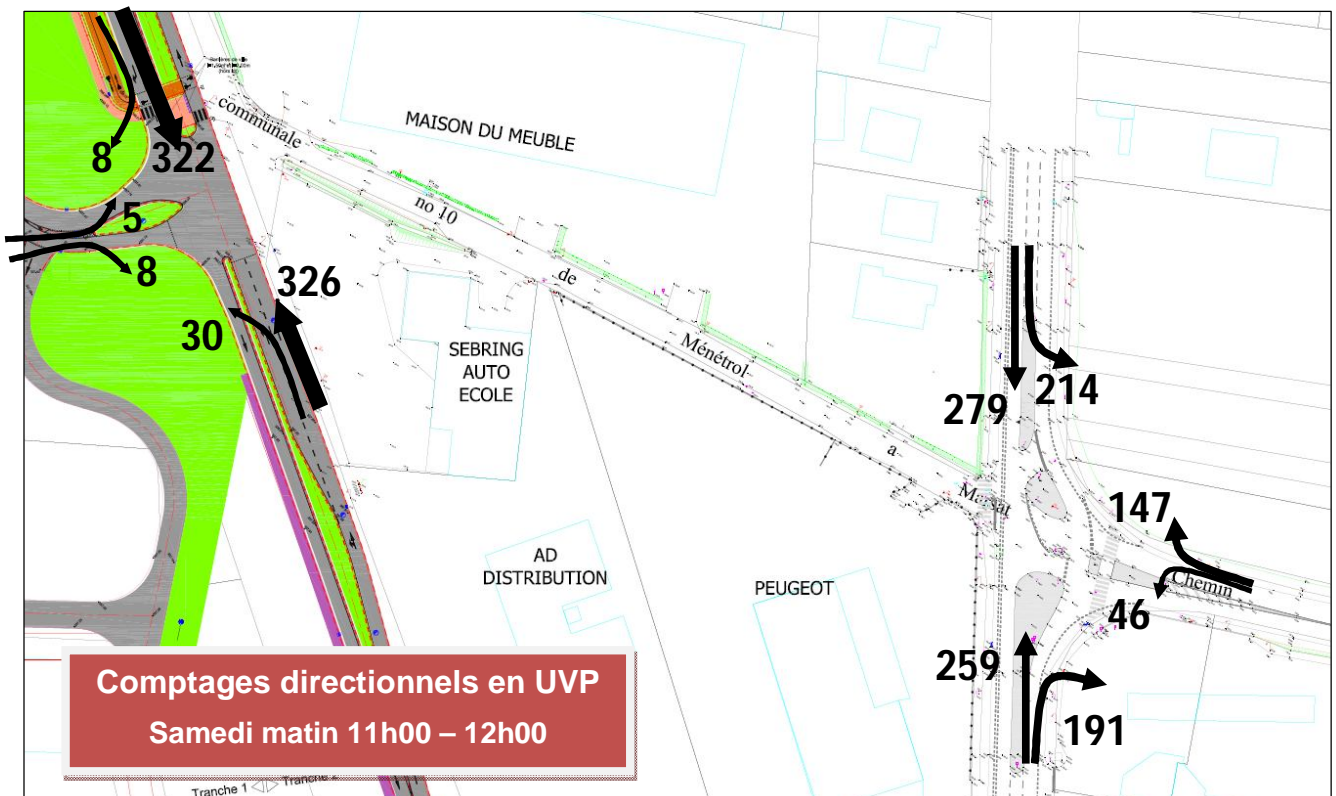 communale
MAISON DU MEUBLE
8
322
no 10
5
8
326
de
30
SEBRING
AUTO
ECOLE
Ménétrol
279
214
a
147
Chemin
AD
DISTRIBUTION
PEUGEOT
46
259
191
Comptages directionnels en UVP
Samedi matin 11h00 – 12h00
Tranche 1